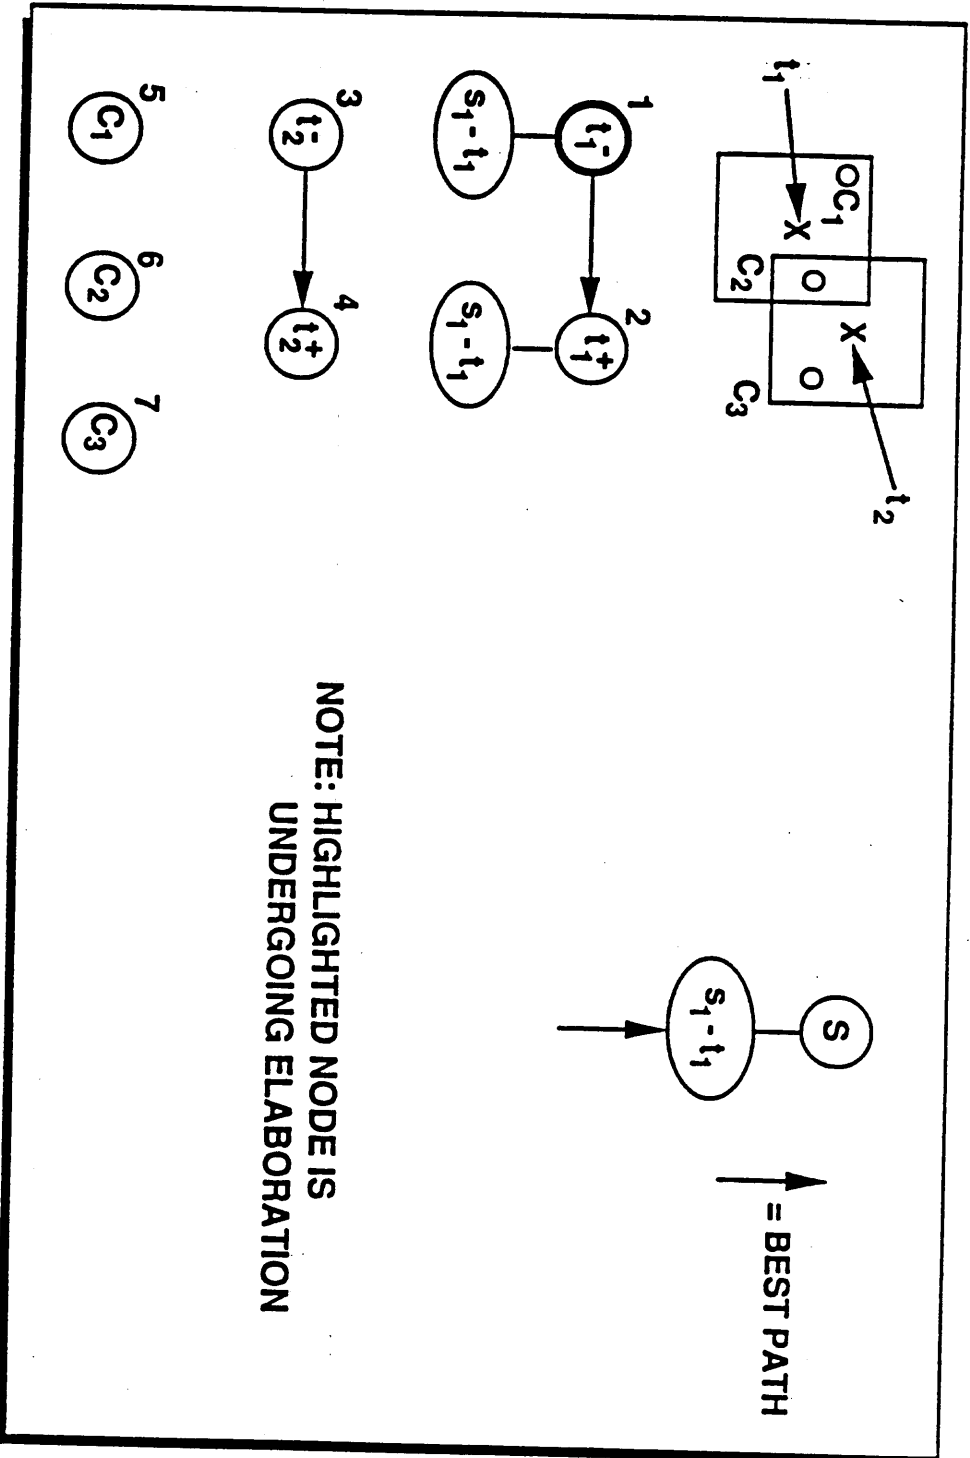 t₁
OC₁
X
O
C₂
X
O
C₃
t₂
S
s₁ - t₁
= BEST PATH
1
t₁⁻
2
t₁⁺
s₁ - t₁
s₁ - t₁
3
t₂⁻
4
t₂⁺
5
C₁
6
C₂
7
C₃
NOTE: HIGHLIGHTED NODE IS
UNDERGOING ELABORATION